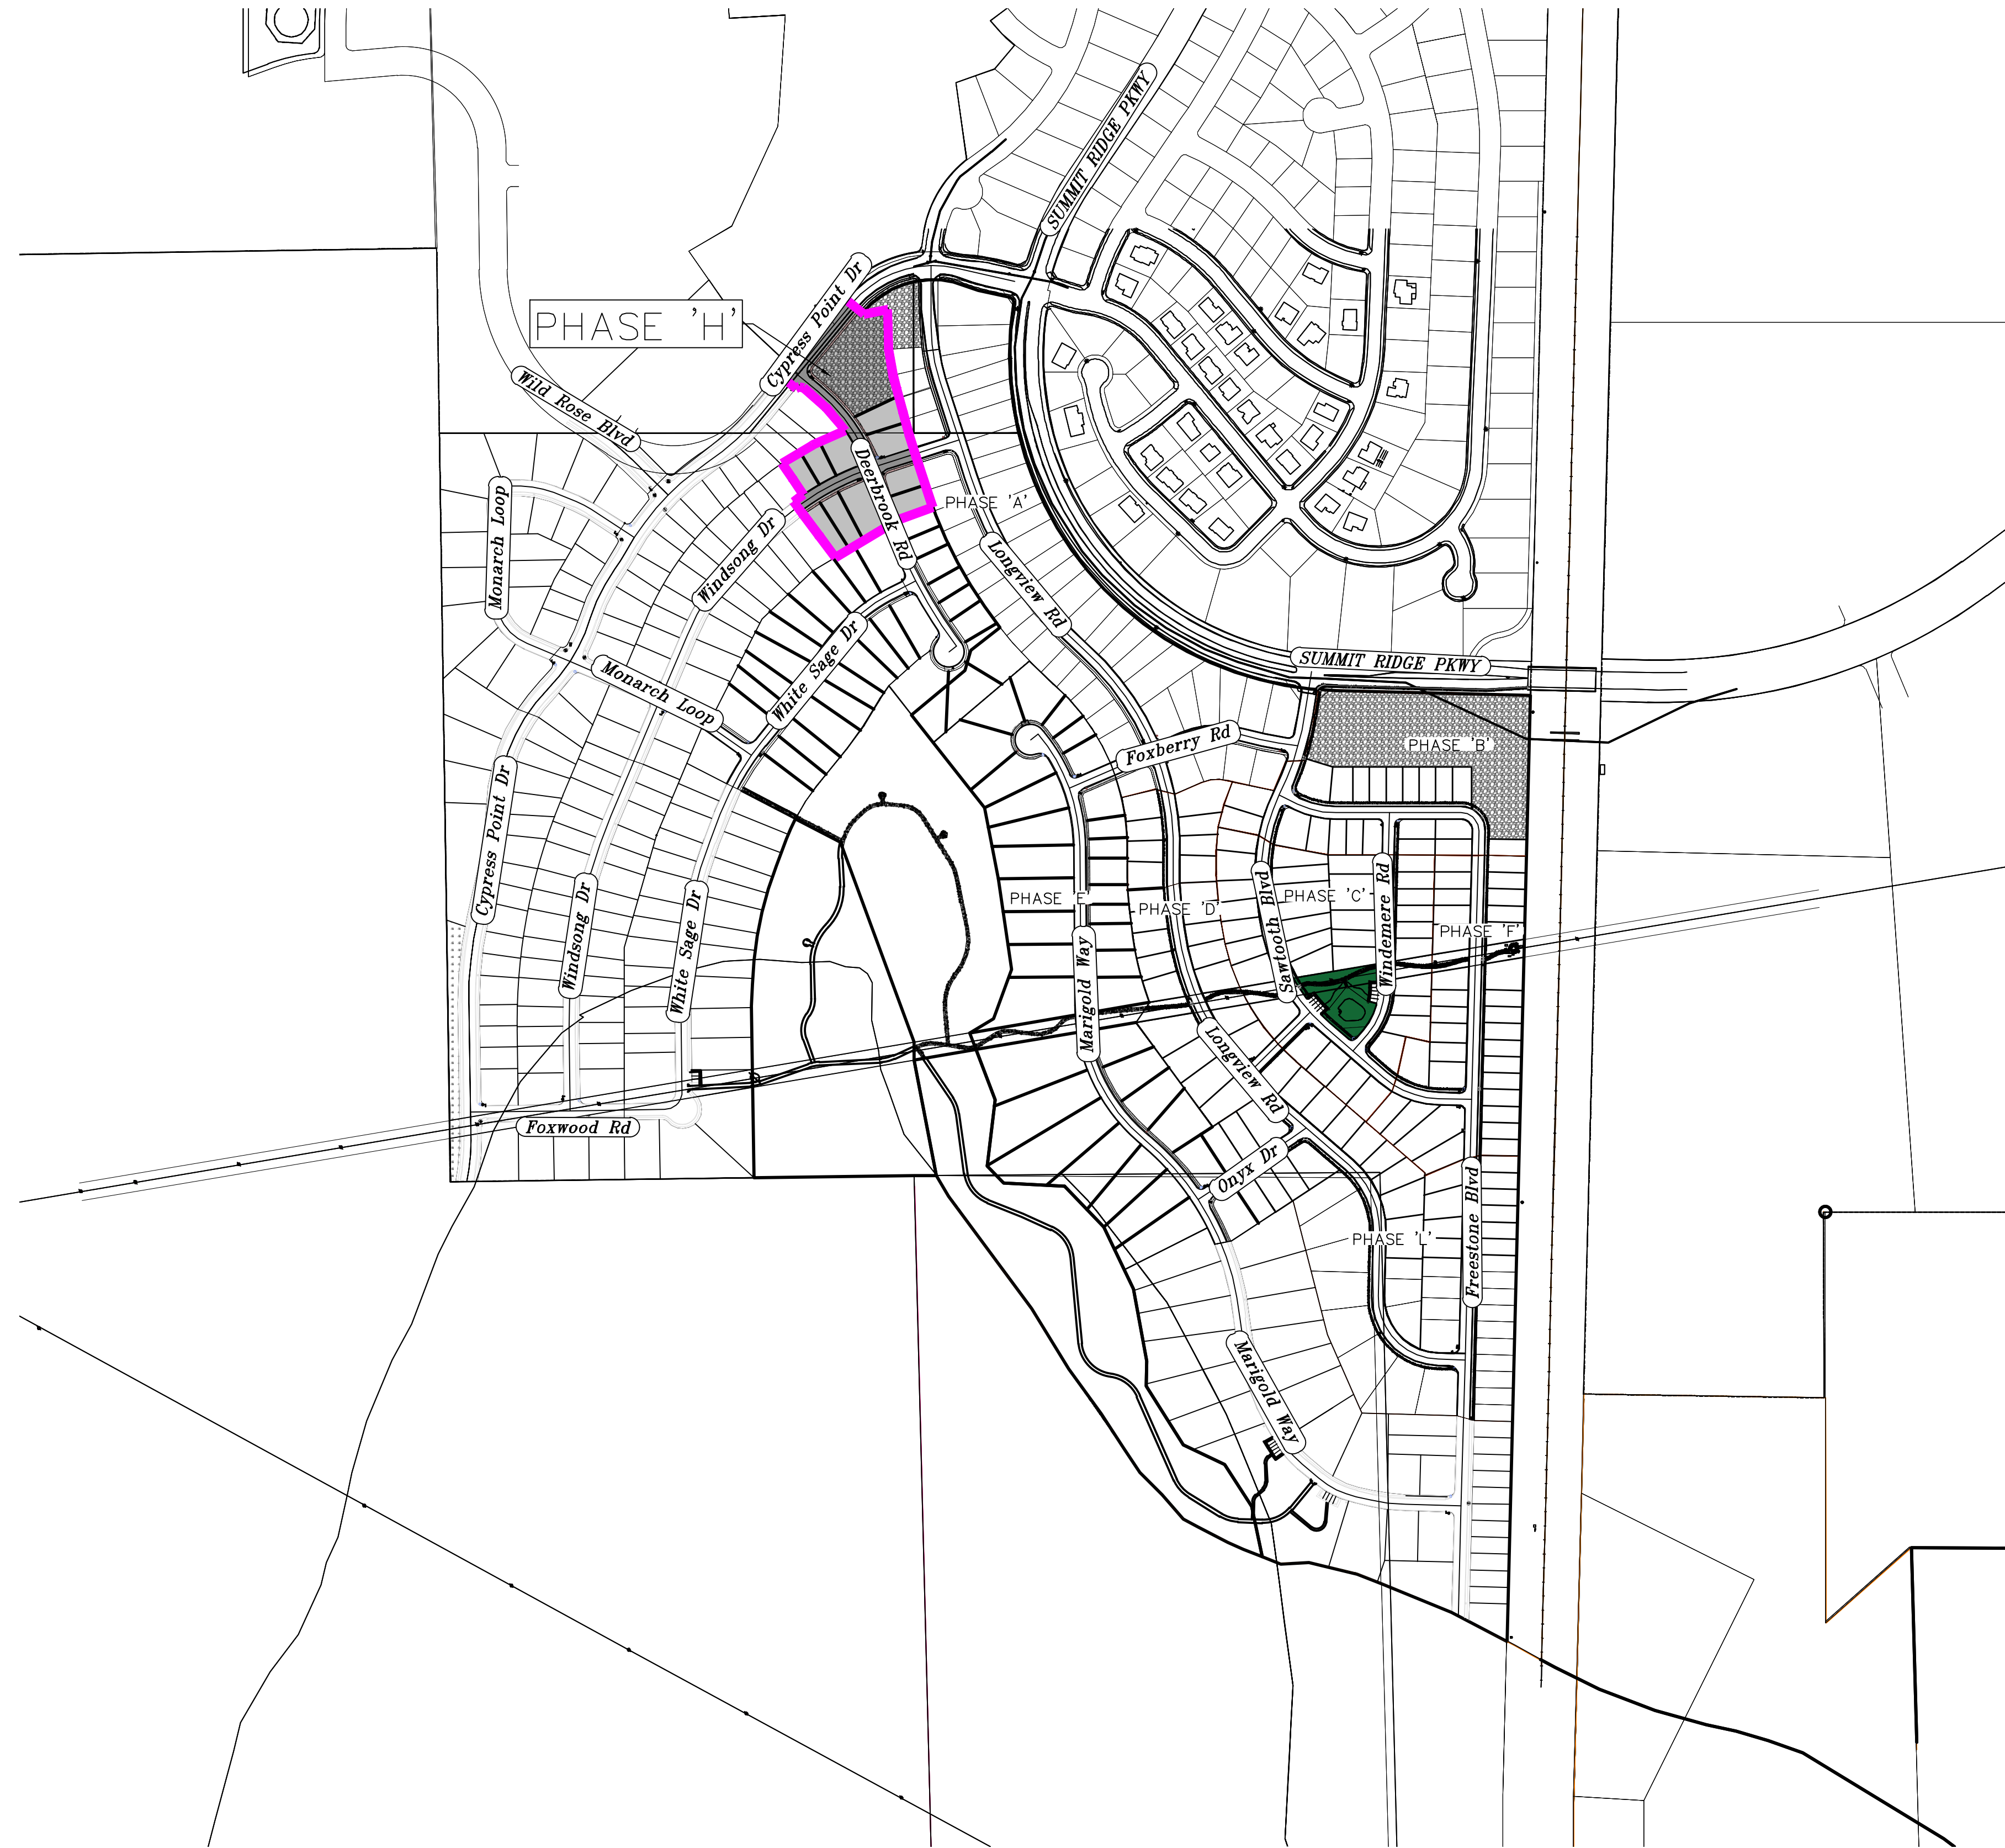 SUMMIT RIDGE PKWY
Cypress Point Dr
PHASE 'H'
Wild Rose Blvd
Deerbrook Rd
PHASE 'A'
Monarch Loop
Windsong Dr
Longview Rd
White Sage Dr
SUMMIT RIDGE PKWY
Monarch Loop
Foxberry Rd
PHASE 'B'
Cypress Point Dr
Windsong Dr
White Sage Dr
PHASE 'E'
PHASE 'D'
PHASE 'C'
Sawtooth Blvd
Windemere Rd
PHASE 'F'
Marigold Way
Longview Rd
Foxwood Rd
Onyx Dr
PHASE 'L'
Freestone Blvd
Marigold Way